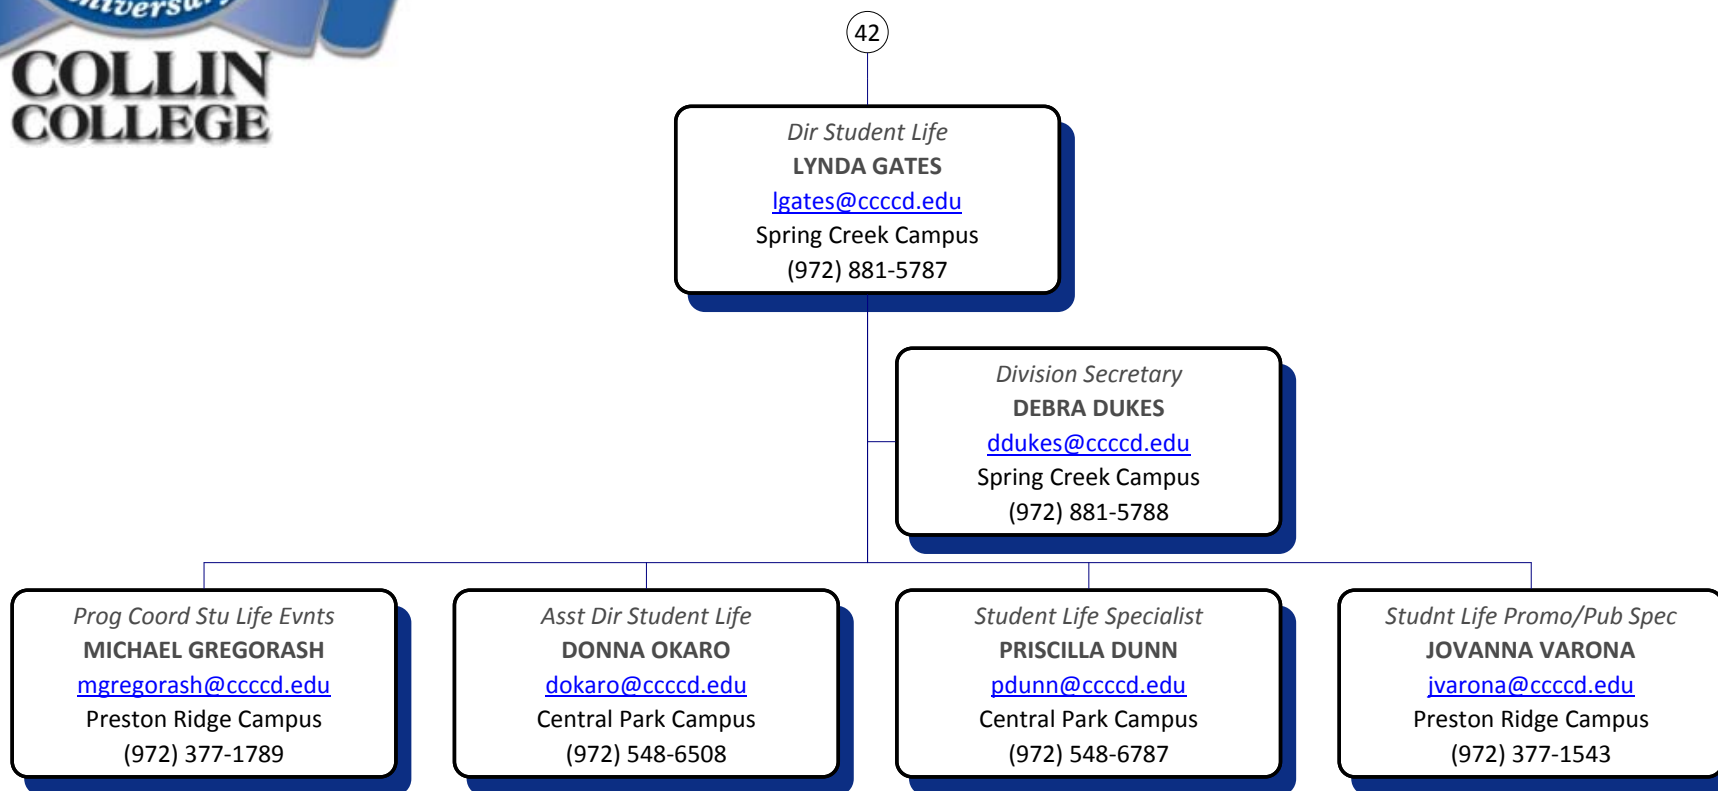 niversary
COLLIN
COLLEGE
42
Dir Student Life
LYNDA GATES
lgates@ccccd.edu
Spring Creek Campus
(972) 881-5787
Division Secretary
DEBRA DUKES
ddukes@ccccd.edu
Spring Creek Campus
(972) 881-5788
Prog Coord Stu Life Evnts
MICHAEL GREGORASH
mgregorash@ccccd.edu
Preston Ridge Campus
(972) 377-1789
Asst Dir Student Life
DONNA OKARO
dokaro@ccccd.edu
Central Park Campus
(972) 548-6508
Student Life Specialist
PRISCILLA DUNN
pdunn@ccccd.edu
Central Park Campus
(972) 548-6787
Studnt Life Promo/Pub Spec
JOVANNA VARONA
jvarona@ccccd.edu
Preston Ridge Campus
(972) 377-1543